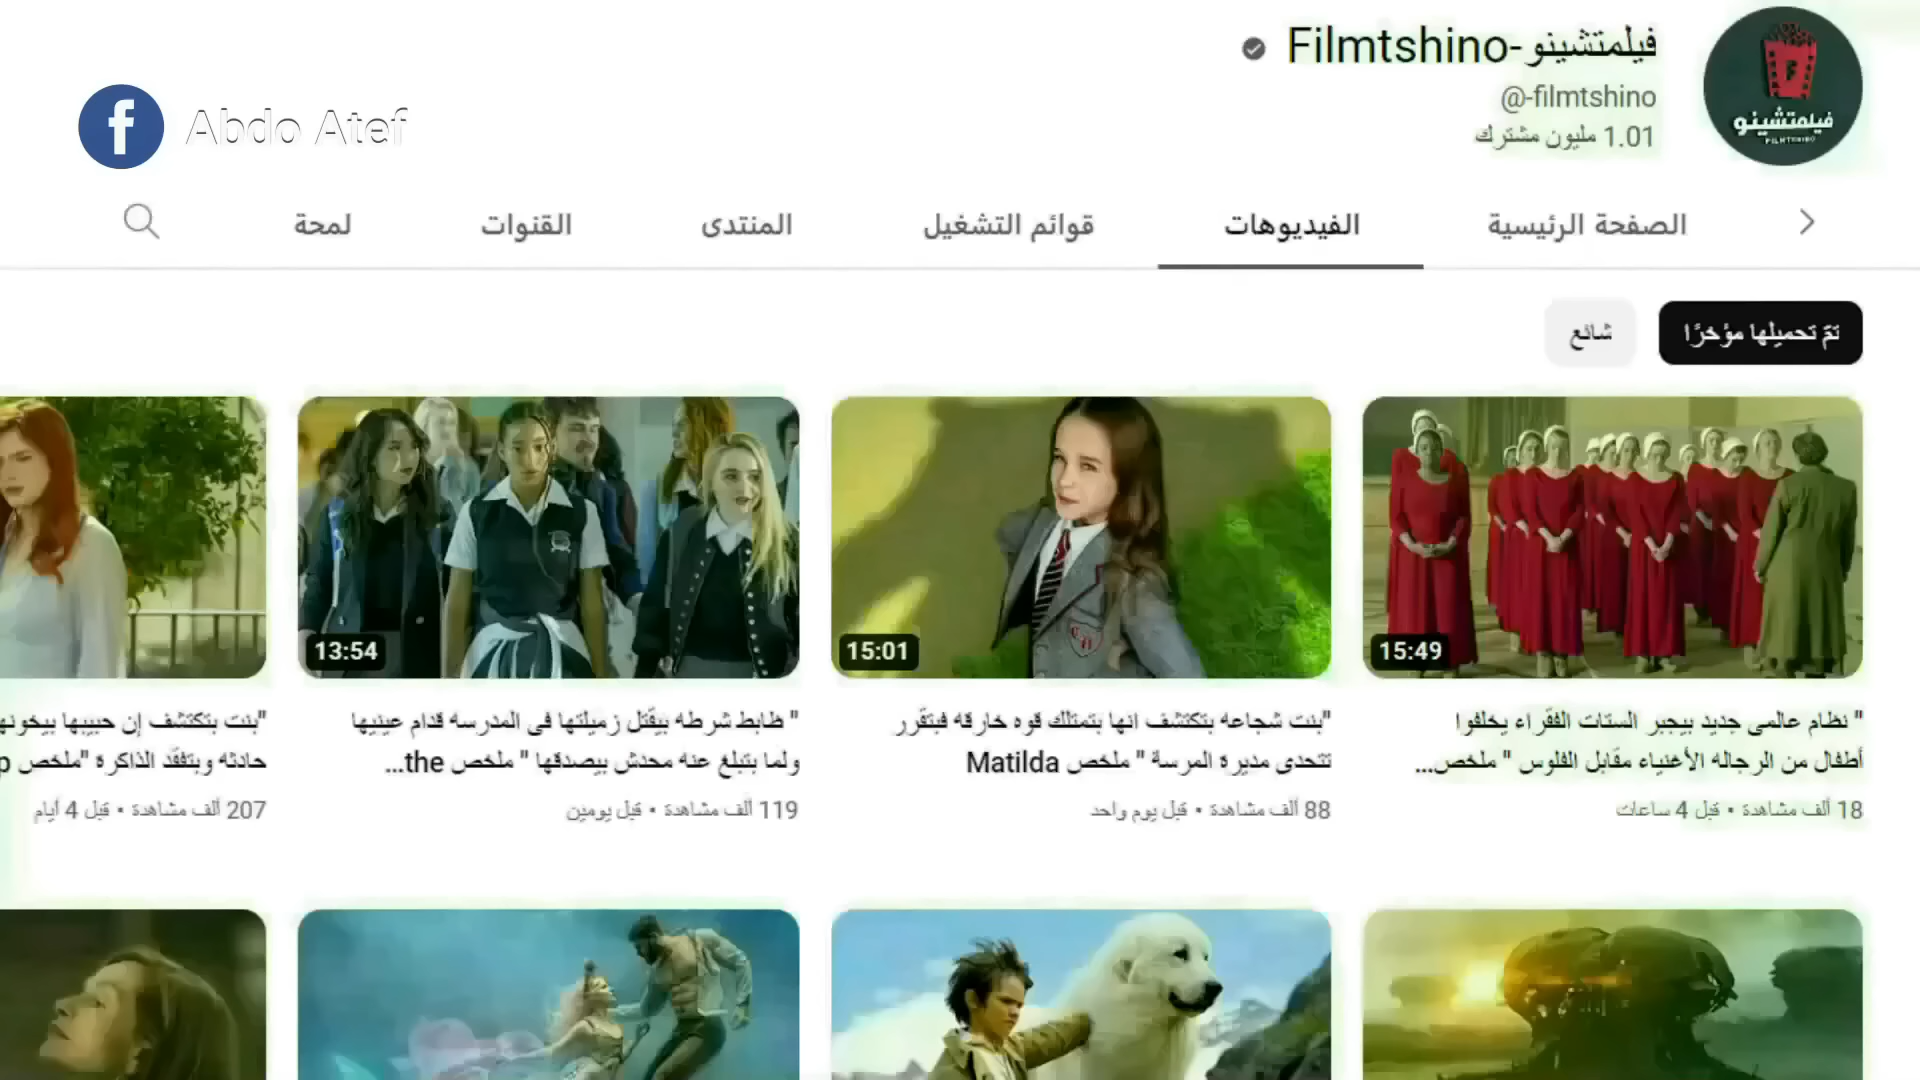 فيلمتشينو -Filmtshino
@-filmtshino
1.01 مليون مشترك
فيلمتشينو
FILMTSHINO
Abdo Atef
الصفحة الرئيسية
الفيديوهات
قوائم التشغيل
المنتدى
القنوات
لمحة
تمّ تحميلها مؤخرًا
شائع
15:49
15:01
13:54
" نظام عالمى جديد بيجبر الستات الفقراء يخلفوا
أطفال من الرجاله الأغنياء مقابل الفلوس " ملخص...
18 ألف مشاهدة • قبل 4 ساعات
"بنت شجاعه بتكتشف انها بتمتلك قوه خارقه فبتقرر
تتحدى مديره المرسة " ملخص Matilda
88 ألف مشاهدة • قبل يوم واحد
" ظابط شرطه بيقتل زميلتها فى المدرسه قدام عينيها
ولما بتبلغ عنه محدش بيصدقها " ملخص the...
119 ألف مشاهدة • قبل يومين
"بنت بتكتشف إن حبيبها
حادثه وبتفقد الذاكره "ملخص
207 ألف مشاهدة • قبل 4 أيام